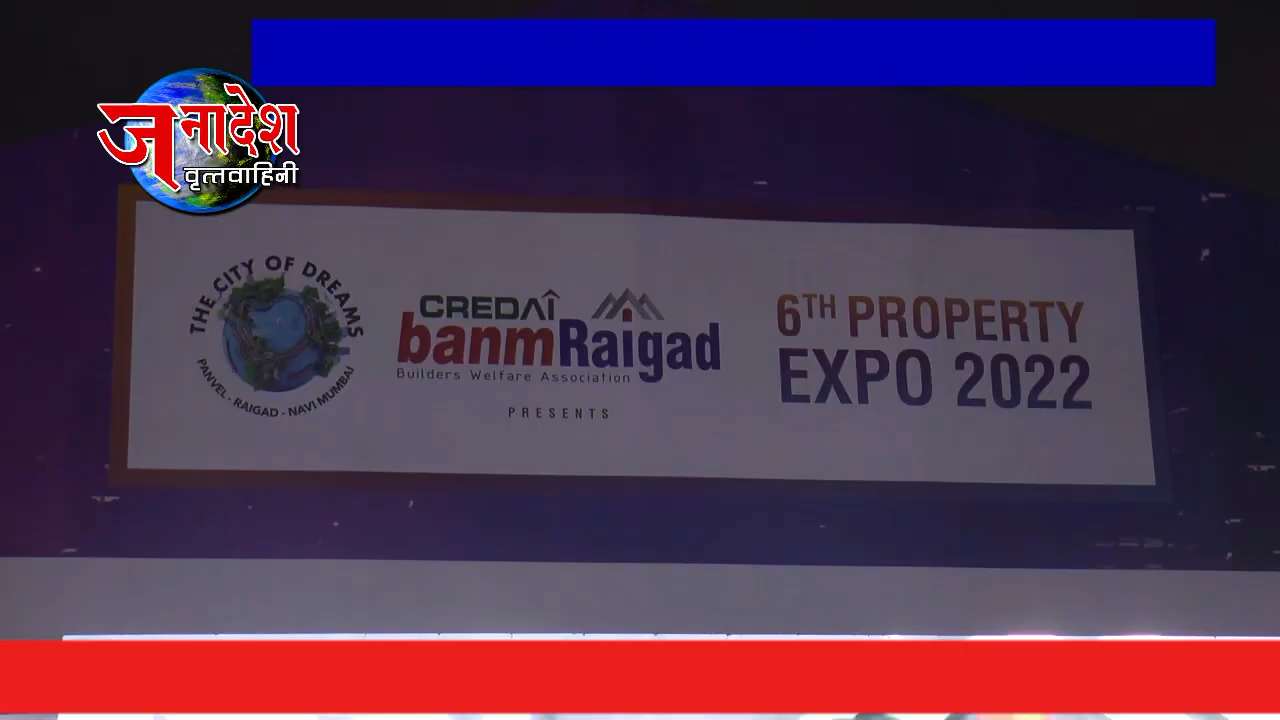 जनादेश
वृत्तवाहिनी
THE CITY OF DREAMS
PANVEL - RAIGAD - NAVI MUMBAI
CREDAI
banmRaigad
Builders Welfare Association
PRESENTS
6TH PROPERTY
EXPO 2022